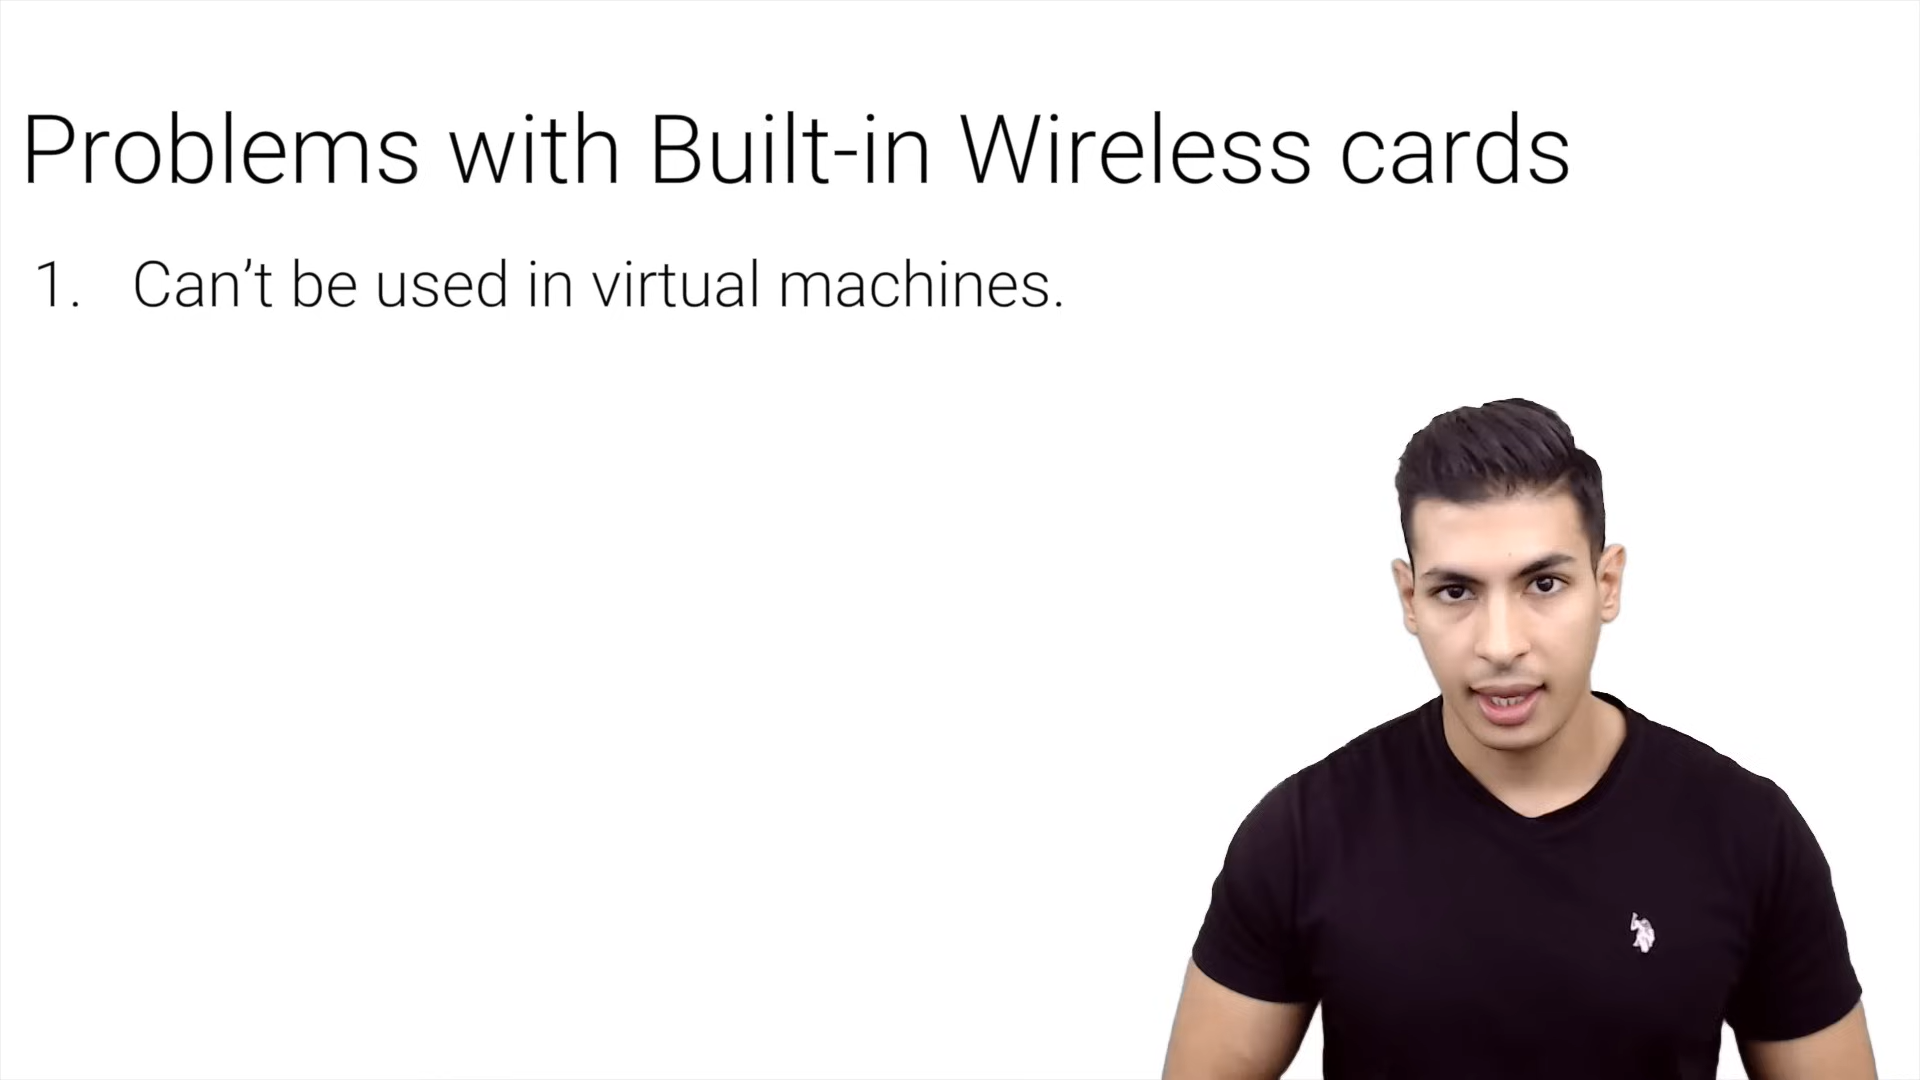 Problems with Built-in Wireless cards
1. Can’t be used in virtual machines.